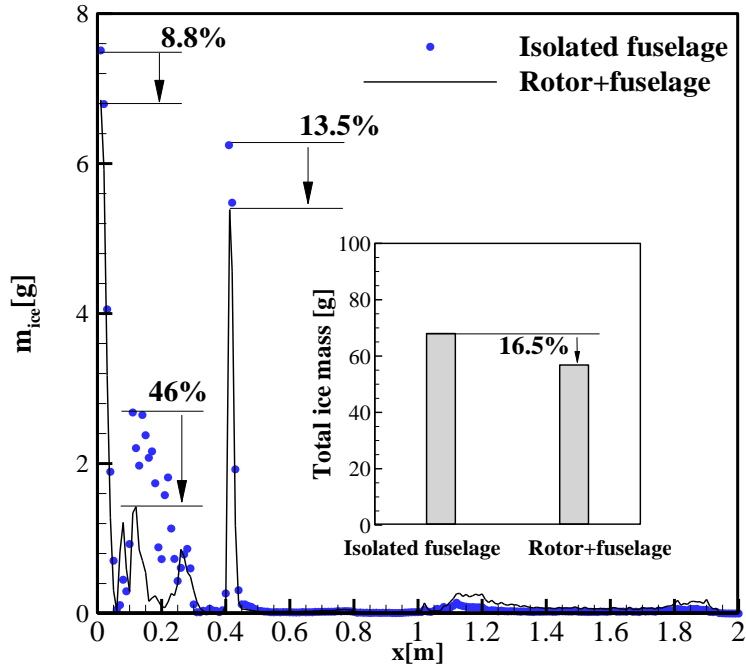 8
8.8%
Isolated fuselage
Rotor+fuselage
13.5%
6
m_ice[g]
4
46%
2
0
0 0.2 0.4 0.6 0.8 1 1.2 1.4 1.6 1.8 2
x[m]
100
80
16.5%
60
40
20
0
Total ice mass [g]
Isolated fuselage Rotor+fuselage